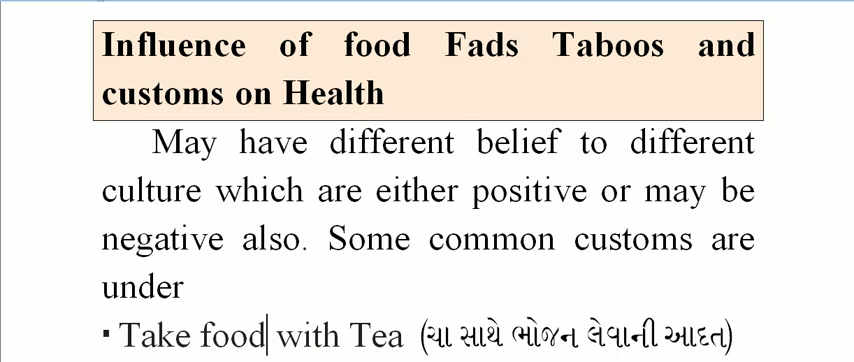 Influence of food Fads Taboos and
customs on Health
May have different belief to different
culture which are either positive or may be
negative also. Some common customs are
under
▪ Take food with Tea (ચા સાથે ભોજન લેવાની આદત)